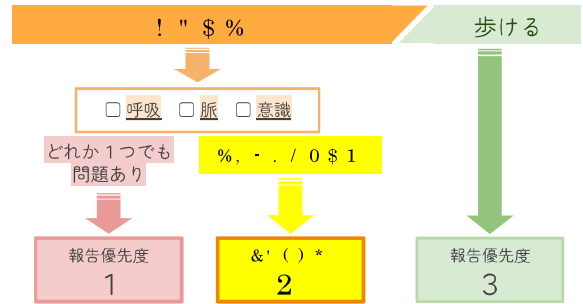 ! " $ %
歩ける
□ 呼吸 □ 脈 □ 意識
どれか１つでも
問題あり
%, - . / 0 $ 1
報告優先度
1
&' ( ) *
2
報告優先度
3